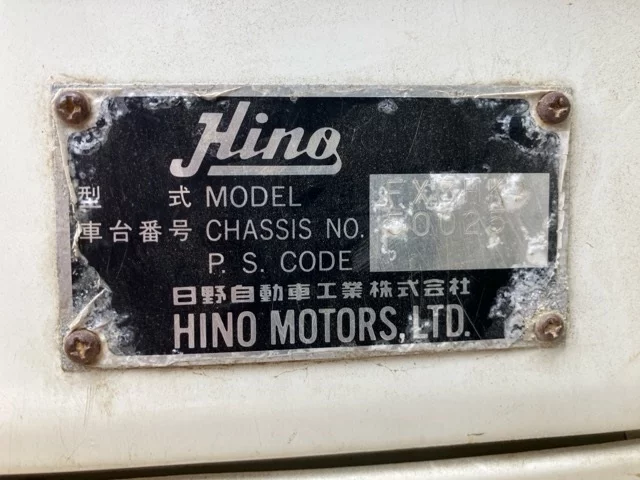 Hino
型 式 MODEL
車台番号 CHASSIS NO.
P. S. CODE
日野自動車工業株式会社
HINO MOTORS, LTD.